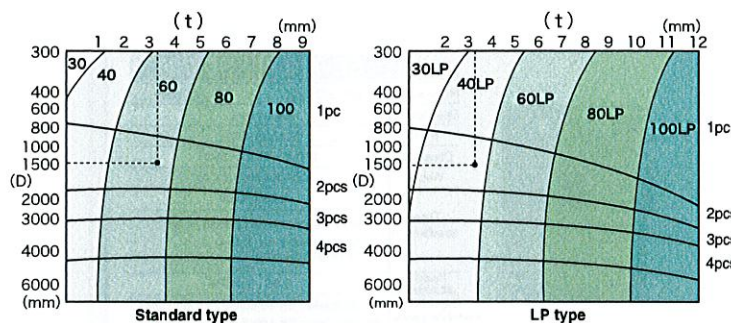 (t) (mm)
1 2 3 4 5 6 7 8 9
300
400
600
800
1000
1500
(D)
2000
3000
4000
6000
(mm)
30
40
60
80
100
1pc
2pcs
3pcs
4pcs
Standard type
(t) (mm)
2 3 4 5 6 7 8 9 10 11 12
300
400
600
800
1000
1500
(D)
2000
3000
4000
6000
(mm)
30LP
40LP
60LP
80LP
100LP
1pc
2pcs
3pcs
4pcs
LP type